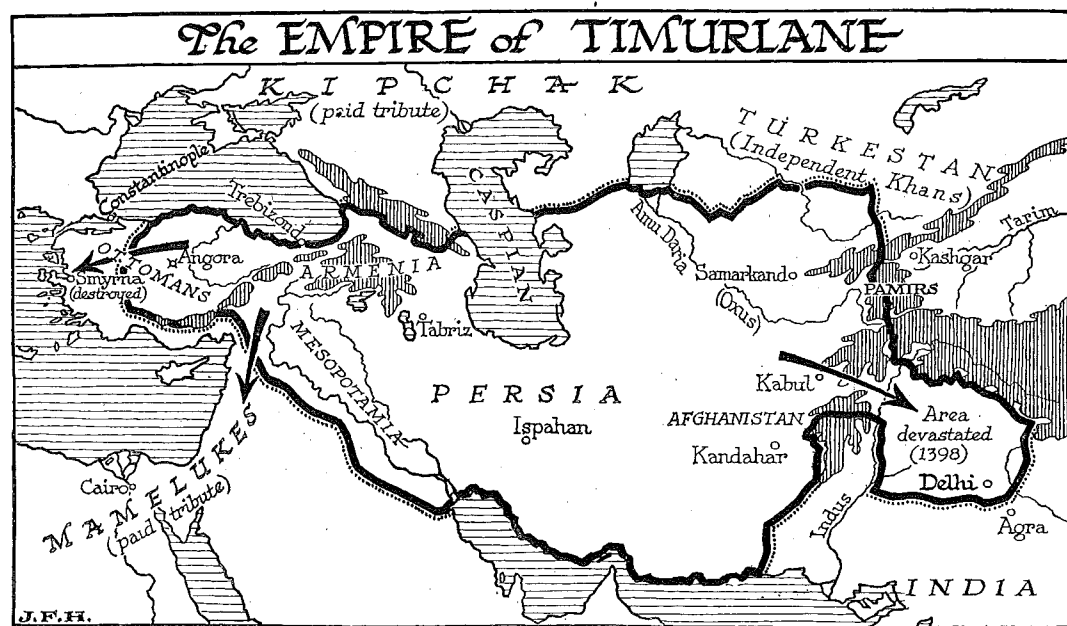 The EMPIRE of TIMURLANE
KIPCHAK
(paid tribute)
TURKESTAN
(Independent Khans)
Constantinople
Trebizond
CASPIAN
Amu Daria
Tarim
Kashgar
OTTOMANS
Angora
ARMENIA
Samarkand
Smyrna
(destroyed)
(Oxus)
PAMIRS
Tabriz
MESOPOTAMIA
PERSIA
Kabul
Ispahan
AFGHANISTAN
Area
devastated
(1398)
Kandahar
Delhi
Cairo
MAMELUKES
(paid tribute)
Indus
Agra
INDIA
J.F.H.